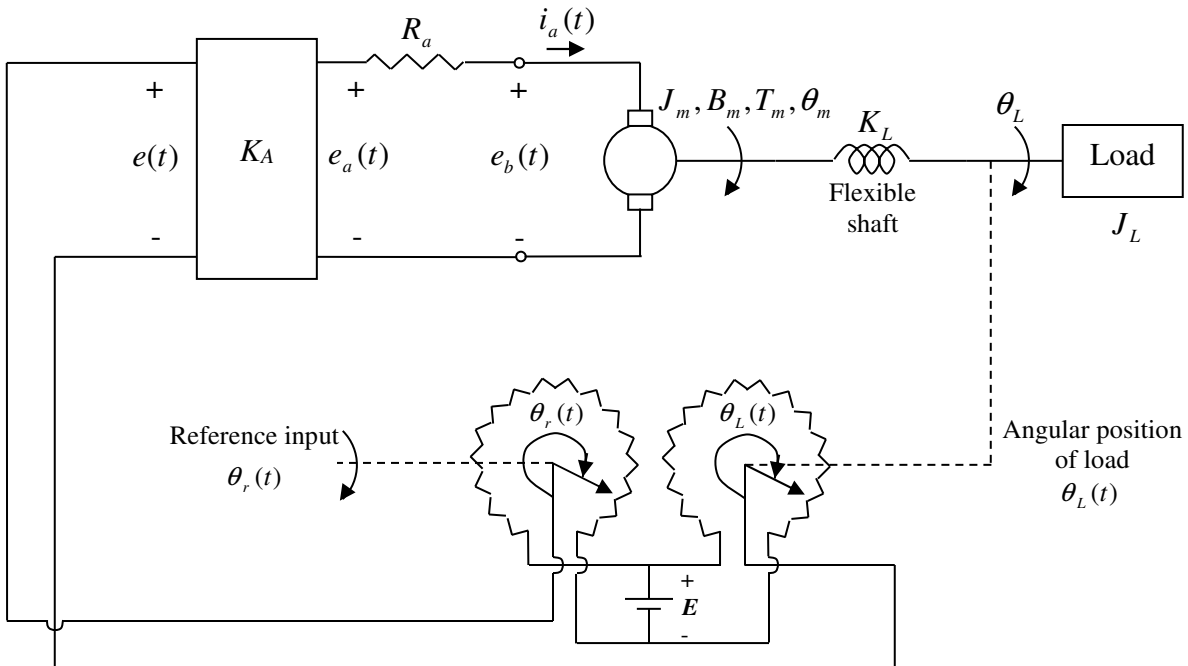 R_a
i_a(t)
+
+
+
e(t)
K_A
e_a(t)
e_b(t)
-
-
-
J_m, B_m, T_m, θ_m
K_L
Flexible
shaft
θ_L
Load
J_L
Reference input
θ_r(t)
θ_r(t)
θ_L(t)
Angular position
of load
θ_L(t)
+
E
-